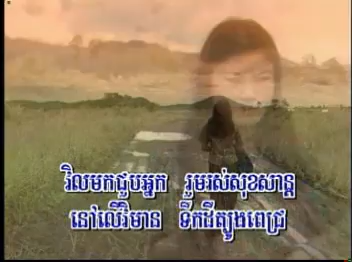 វិលមកជួបអ្នក រួមរស់សុខសាន្ត
នៅលើវិមាន ទឹកដីត្បូងពេជ្រ